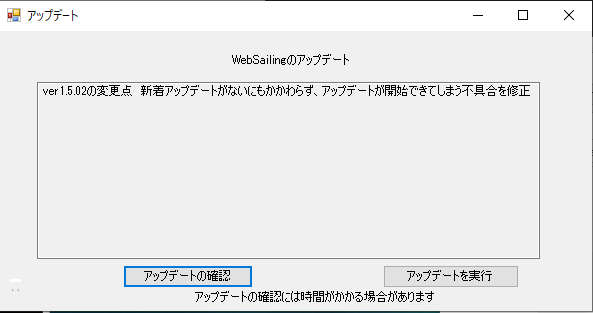 アップデート
WebSailingのアップデート
ver1.5.02の変更点　新着アップデートがないにもかかわらず、アップデートが開始できてしまう不具合を修正
アップデートの確認
アップデートを実行
アップデートの確認には時間がかかる場合があります